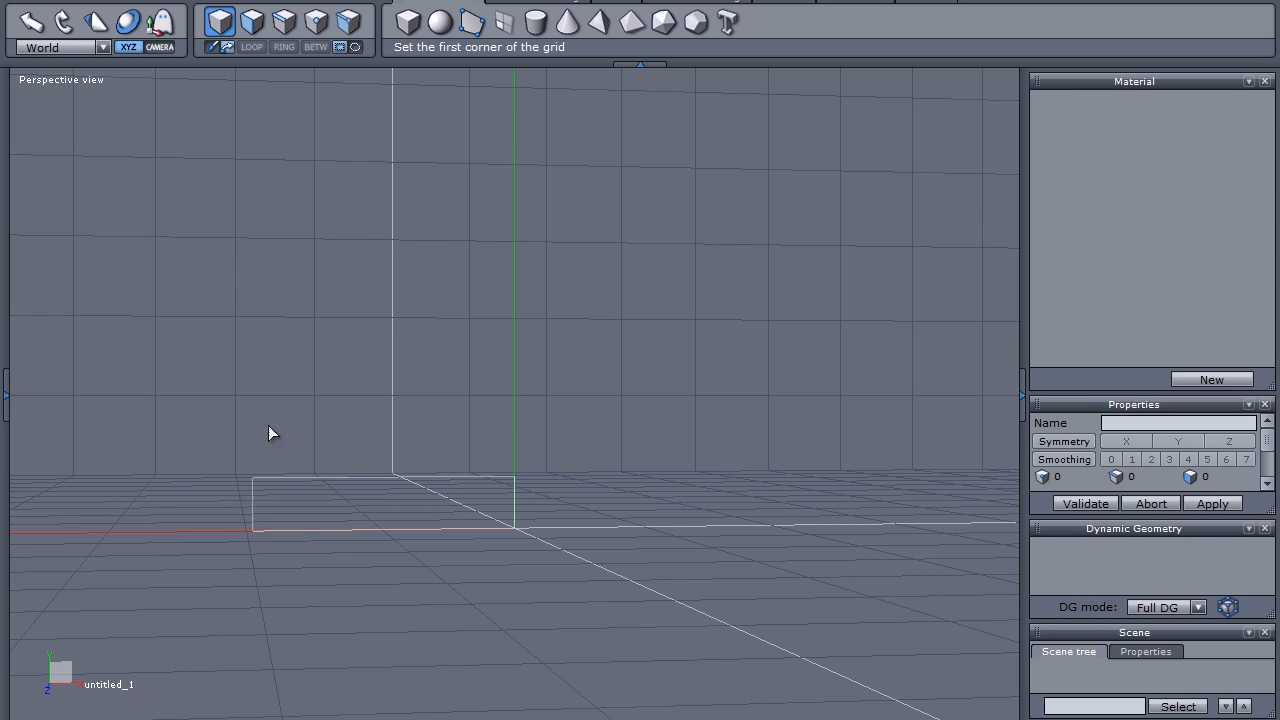 World
XYZ
CAMERA
LOOP
RING
BETW
Set the first corner of the grid
Perspective view
Material
New
Properties
Name
Symmetry X Y Z
Smoothing 0 1 2 3 4 5 6 7
0 0 0
Validate Abort Apply
Dynamic Geometry
DG mode: Full DG
Scene
Scene tree Properties
Select
Y
Z
untitled_1